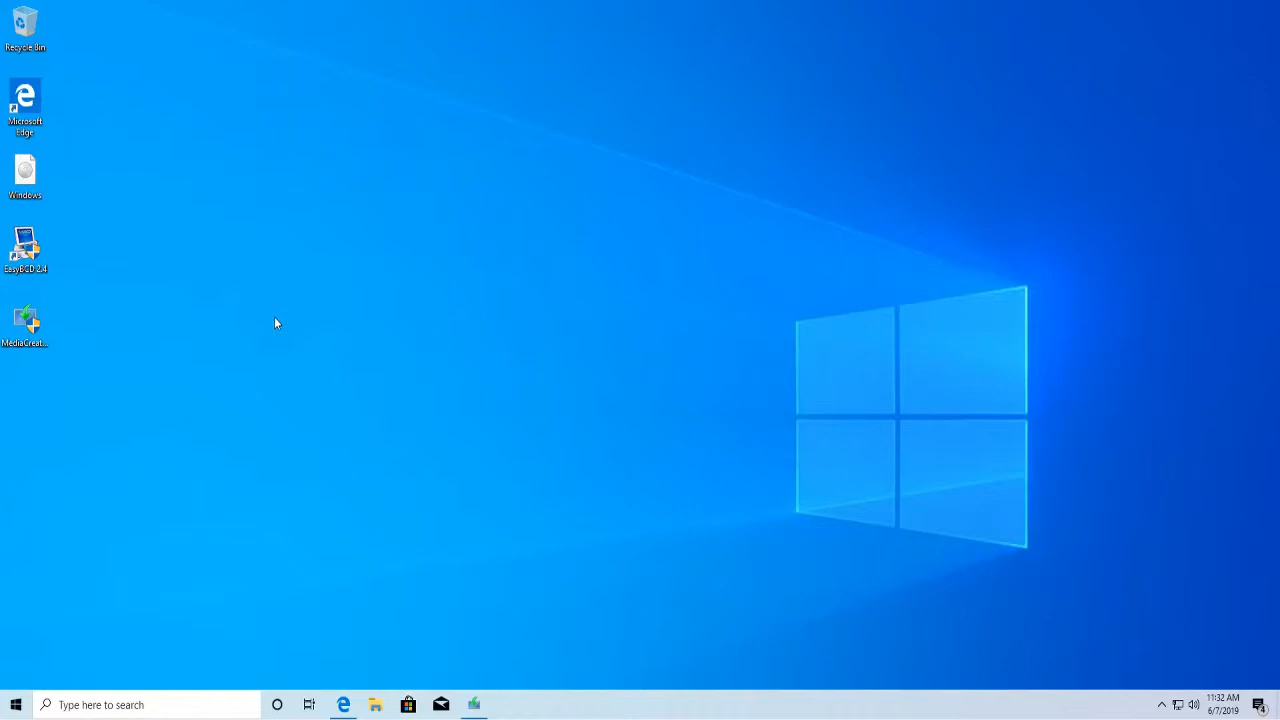 Recycle Bin
Microsoft
Edge
Windows
EasyBCD 2.4
MediaCreat...
Type here to search
11:32 AM
6/7/2019
4